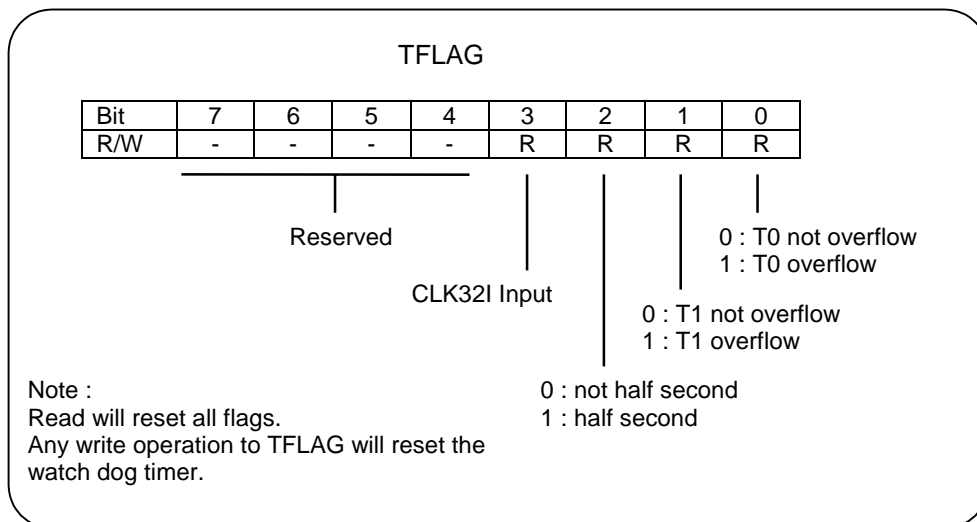 TFLAG
Bit 7 6 5 4 3 2 1 0
R/W - - - - R R R R
Reserved
0 : T0 not overflow
1 : T0 overflow
CLK32I Input
0 : T1 not overflow
1 : T1 overflow
0 : not half second
1 : half second
Note :
Read will reset all flags.
Any write operation to TFLAG will reset the
watch dog timer.